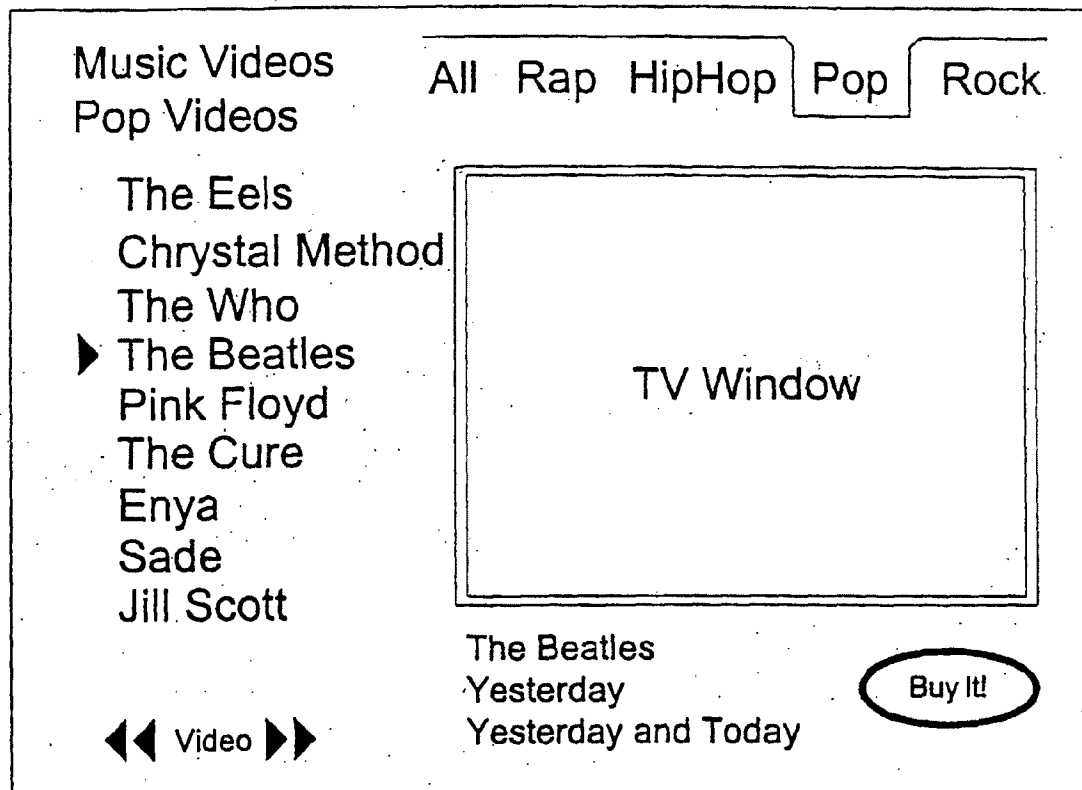 Music Videos
Pop Videos
All Rap HipHop Pop Rock
The Eels
Chrystal Method
The Who
The Beatles
Pink Floyd
The Cure
Enya
Sade
Jill Scott
Video
TV Window
The Beatles
Yesterday
Yesterday and Today
Buy It!